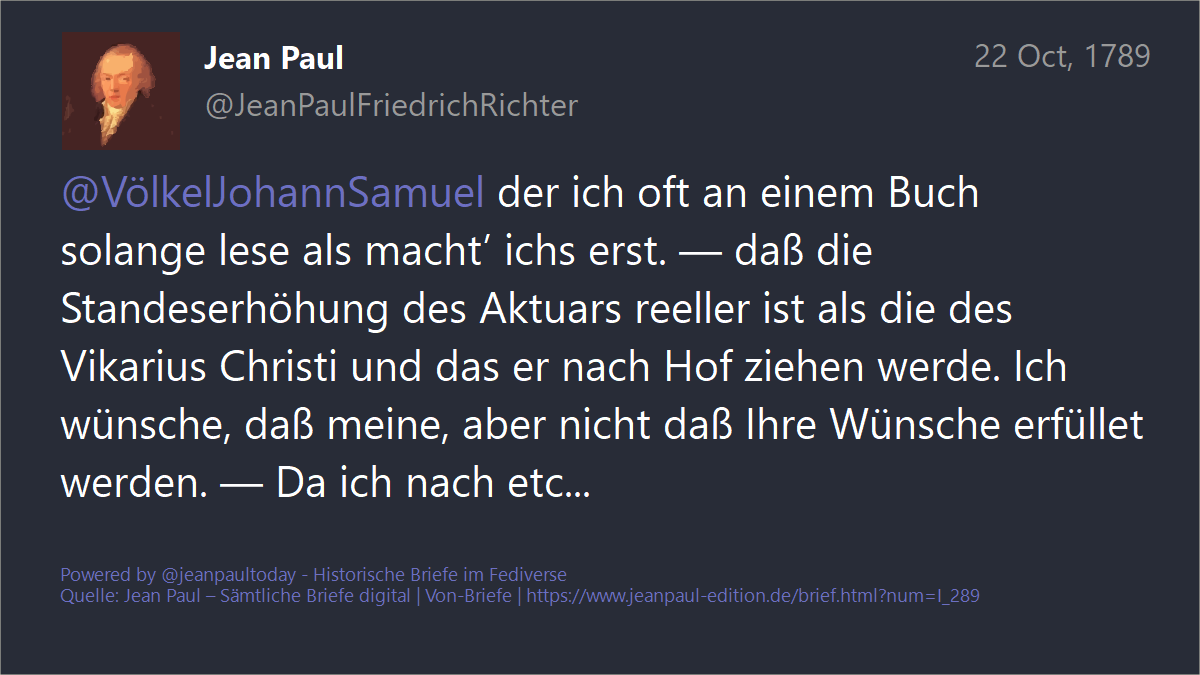 Jean Paul
22 Oct, 1789
@JeanPaulFriedrichRichter
@VölkelJohannSamuel der ich oft an einem Buch
solange lese als macht’ ichs erst. — daß die
Standeserhöhung des Aktuars reeller ist als die des
Vikarius Christi und das er nach Hof ziehen werde. Ich
wünsche, daß meine, aber nicht daß Ihre Wünsche erfüllet
werden. — Da ich nach etc...
Powered by @jeanpaultoday - Historische Briefe im Fediverse
Quelle: Jean Paul – Sämtliche Briefe digital | Von-Briefe | https://www.jeanpaul-edition.de/brief.html?num=I_289